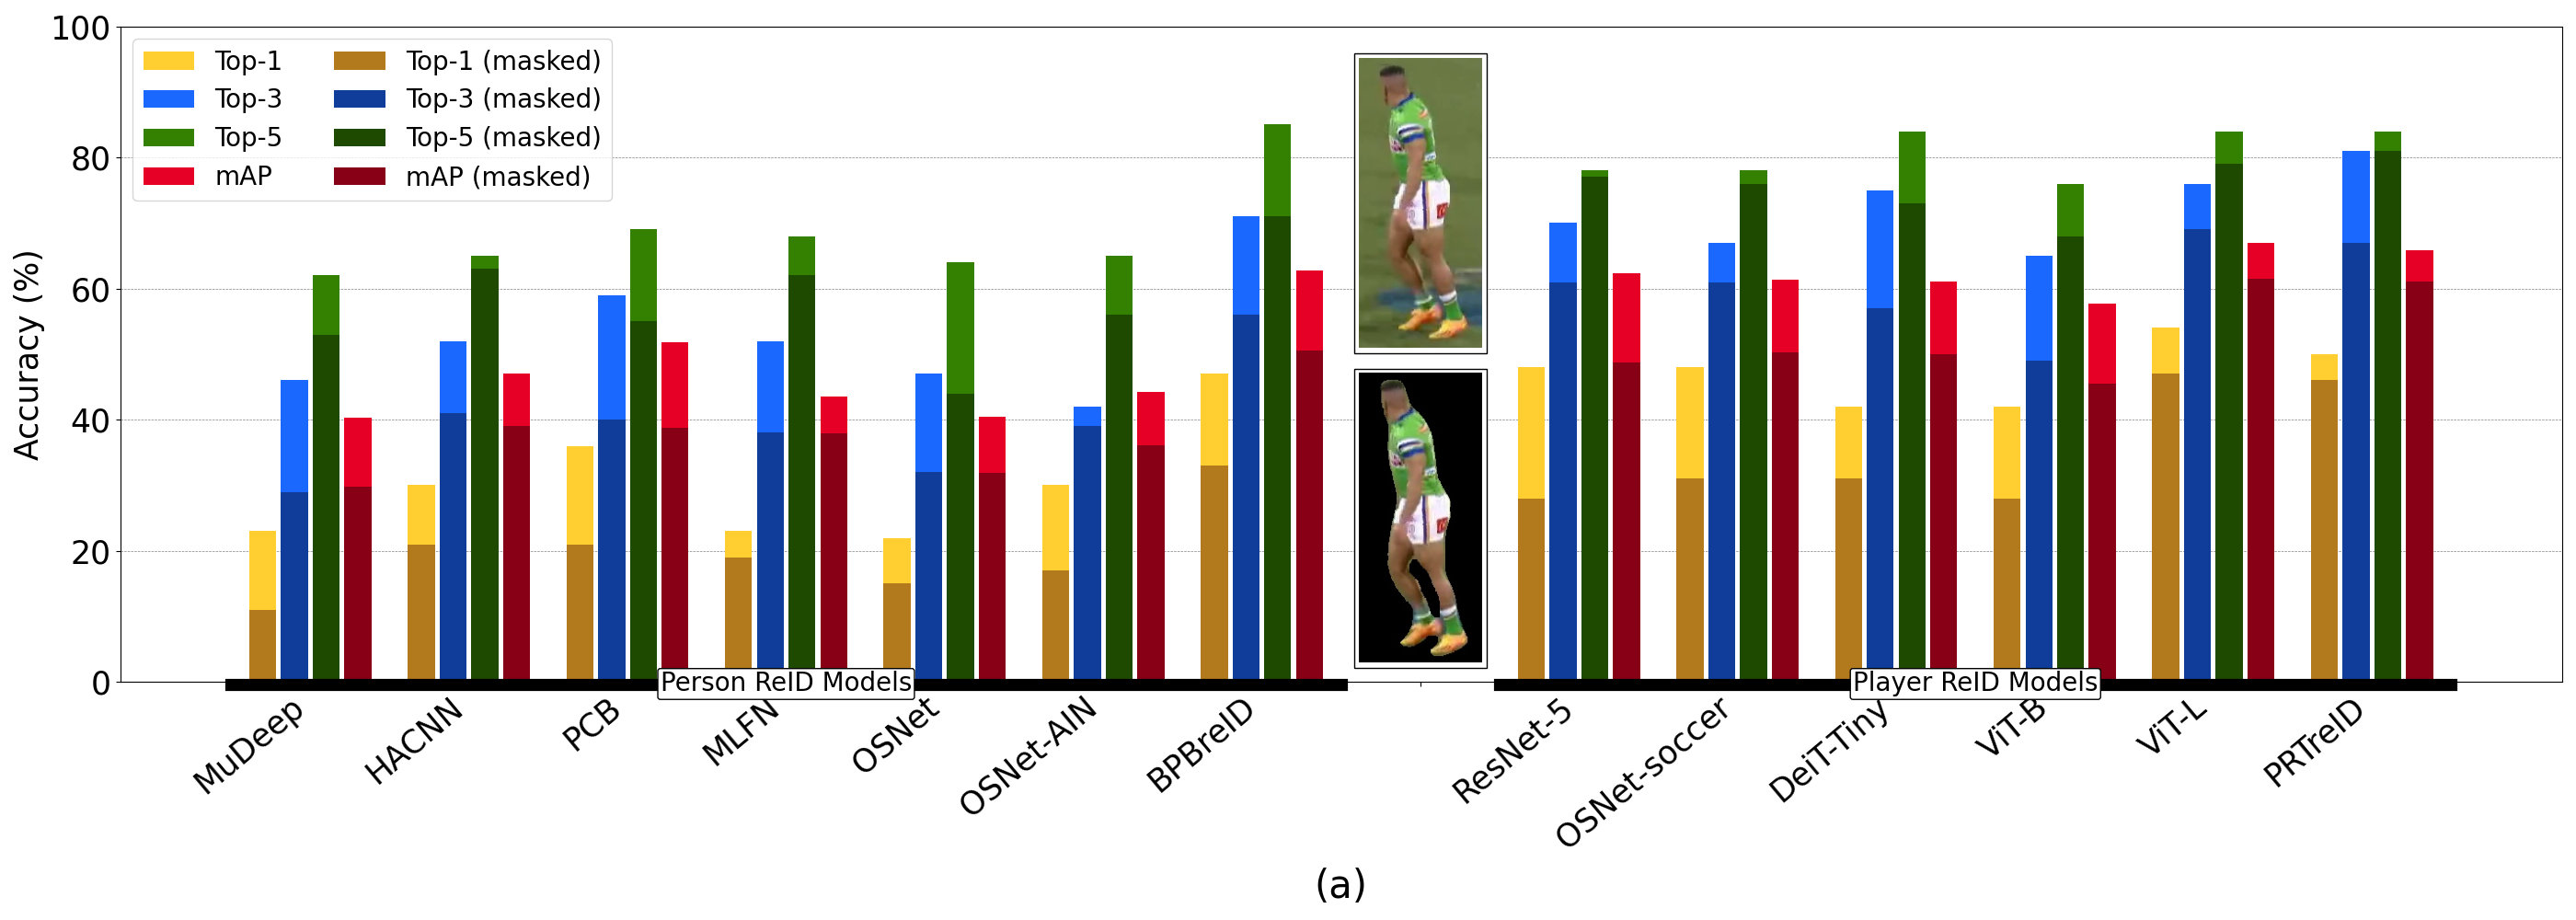 100
80
60
40
20
0
Accuracy (%)
Top-1
Top-3
Top-5
mAP
Top-1 (masked)
Top-3 (masked)
Top-5 (masked)
mAP (masked)
Person ReID Models
Player ReID Models
MuDeep
HACNN
PCB
MLFN
OSNet
OSNet-AIN
BPBreID
ResNet-5
OSNet-soccer
DeiT-Tiny
ViT-B
ViT-L
PRTreID
(a)